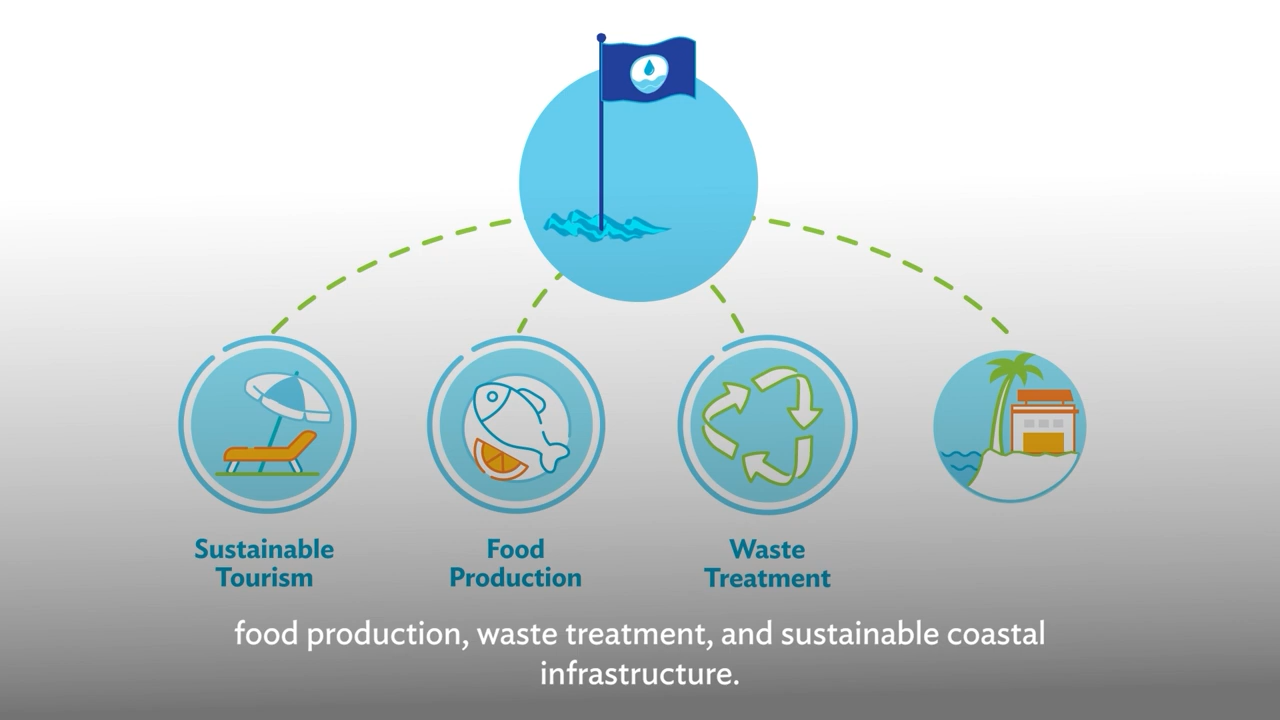 Sustainable
Tourism
Food
Production
Waste
Treatment
food production, waste treatment, and sustainable coastal
infrastructure.